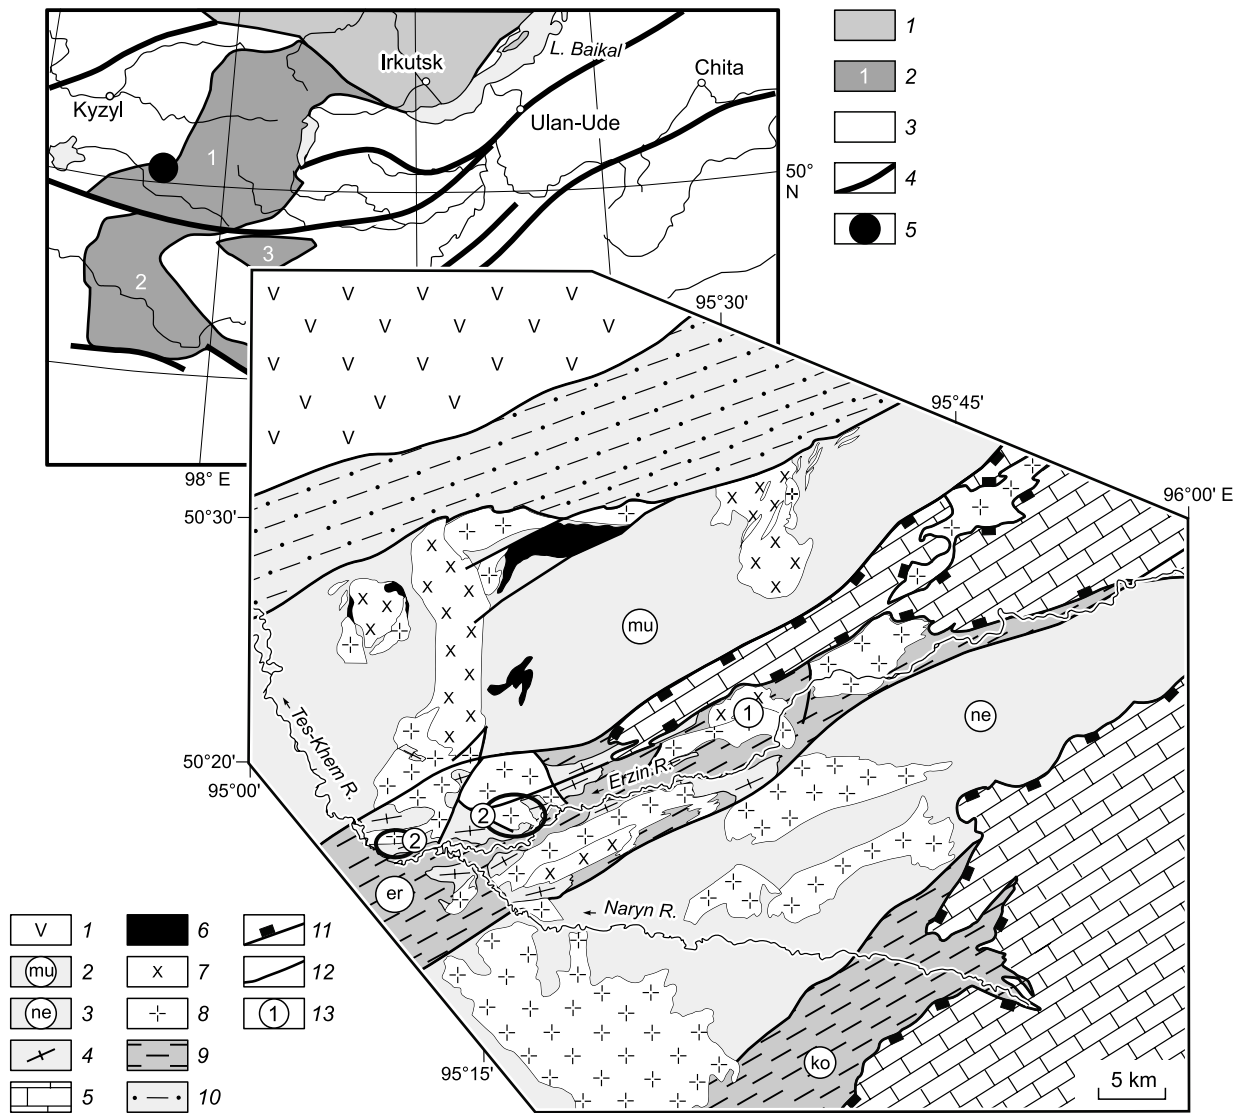 L. Baikal
Irkutsk
Chita
Kyzyl
Ulan-Ude
1
50°
N
3
2
98° E
1
2
1
3
4
5
V V V V V
V V V V V
V V V V V
V V V
V V
95°30'
95°45'
96°00' E
50°30'
50°20'
95°00'
95°15'
mu
ne
1
Tes-Khem R.
Erzin R.
2
2
er
Naryn R.
ko
5 km
V 1
mu 2
ne 3
4
5
6
X 7
8
9
10
11
12
1 13